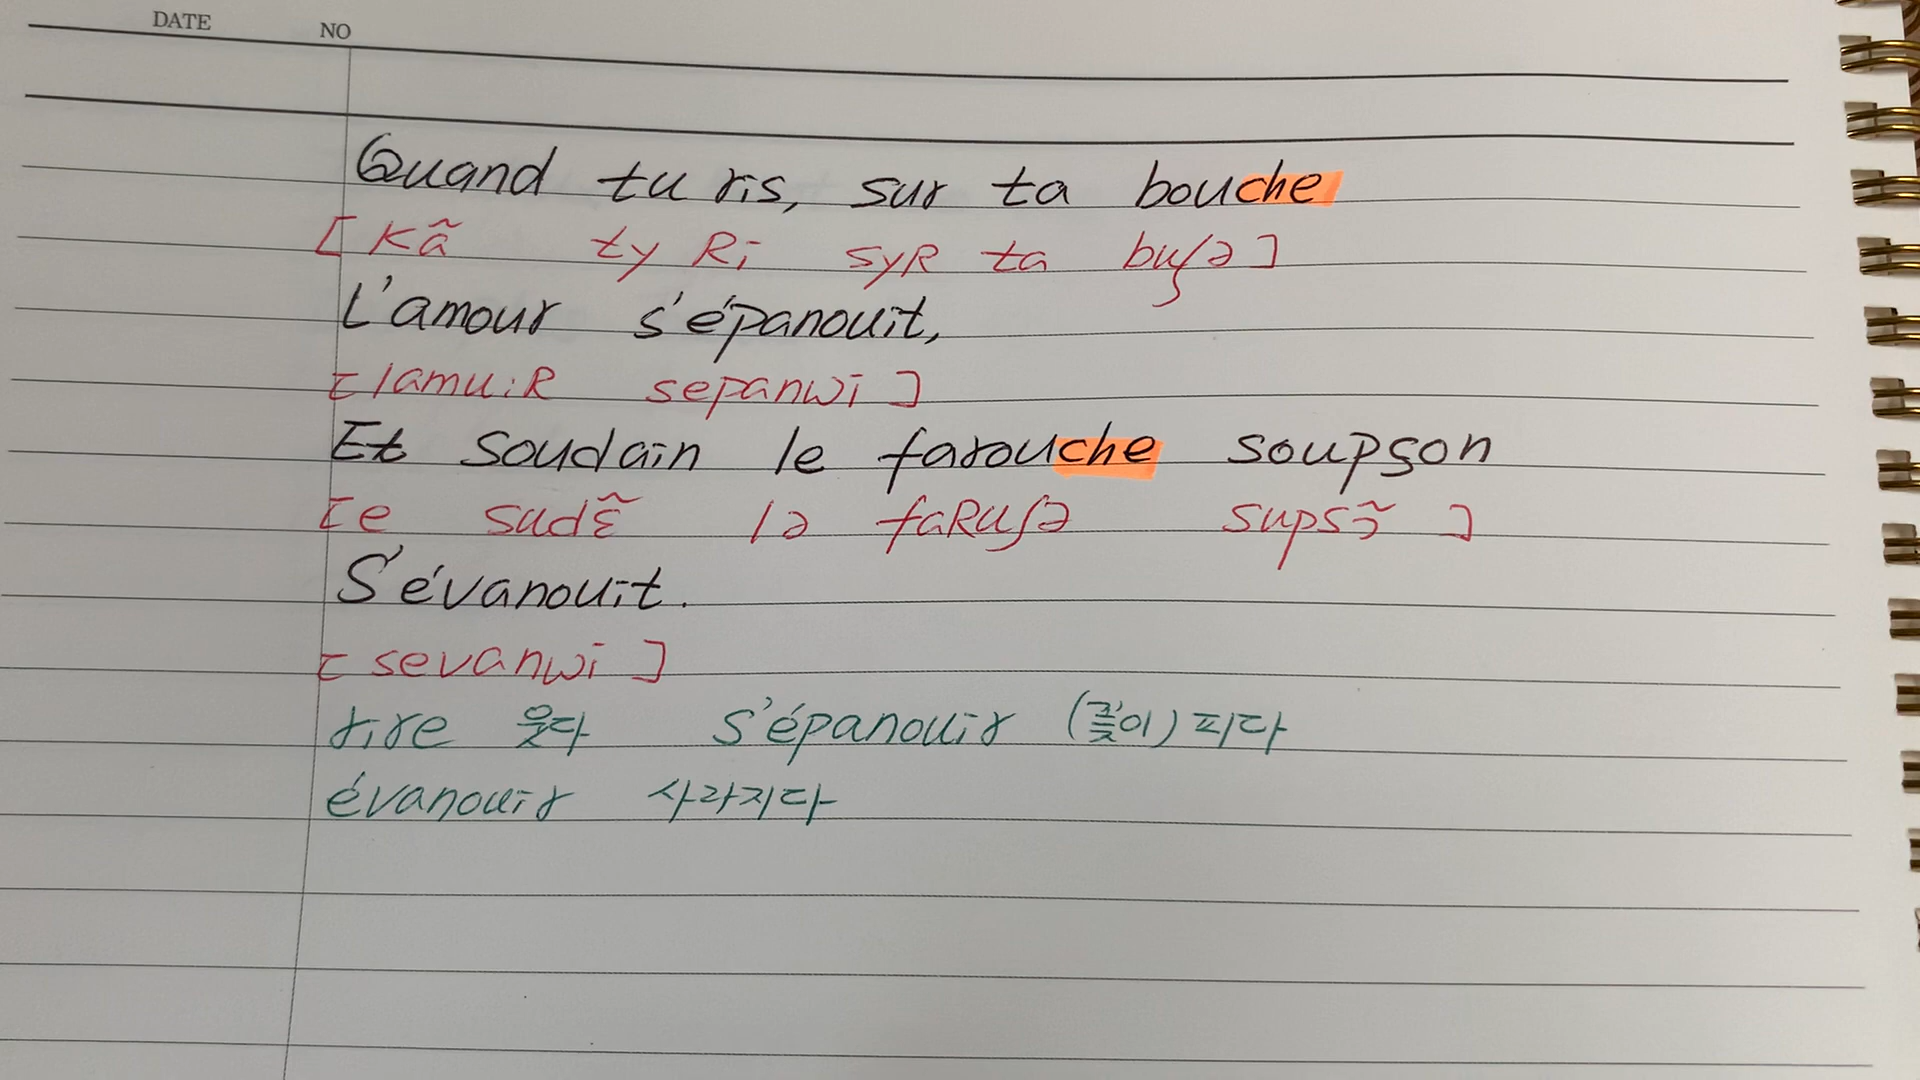 DATE NO
Quand tu ris, sur ta bouche
[Kã ty Ri syR ta buʃə]
L'amour s'épanouit,
[lamu:R sepanwi]
Et soudain le farouche soupçon
[e sudɛ̃ lə faRuʃə supsɔ̃]
S'évanouit.
[sevanwi]
rire 웃다 s'épanouir (꽃이) 피다
évanouir 사라지다